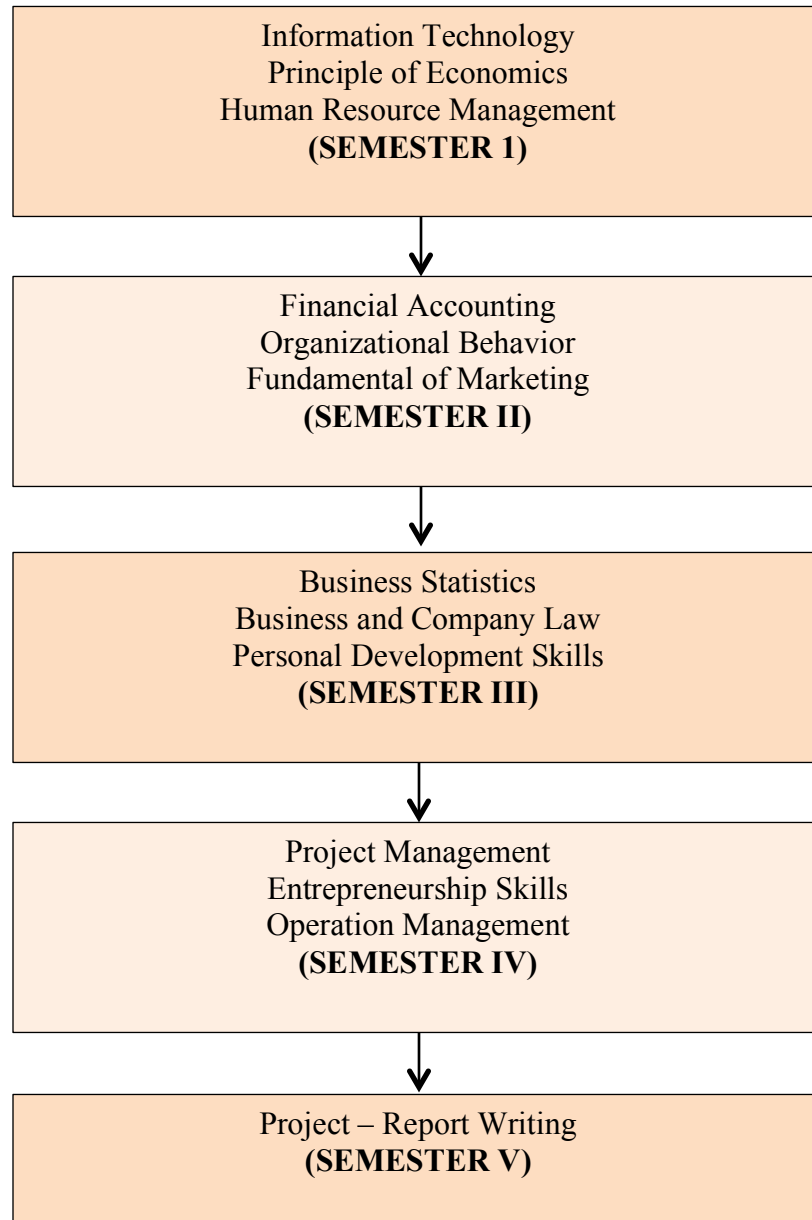 Information Technology
Principle of Economics
Human Resource Management
(SEMESTER 1)
Financial Accounting
Organizational Behavior
Fundamental of Marketing
(SEMESTER II)
Business Statistics
Business and Company Law
Personal Development Skills
(SEMESTER III)
Project Management
Entrepreneurship Skills
Operation Management
(SEMESTER IV)
Project – Report Writing
(SEMESTER V)